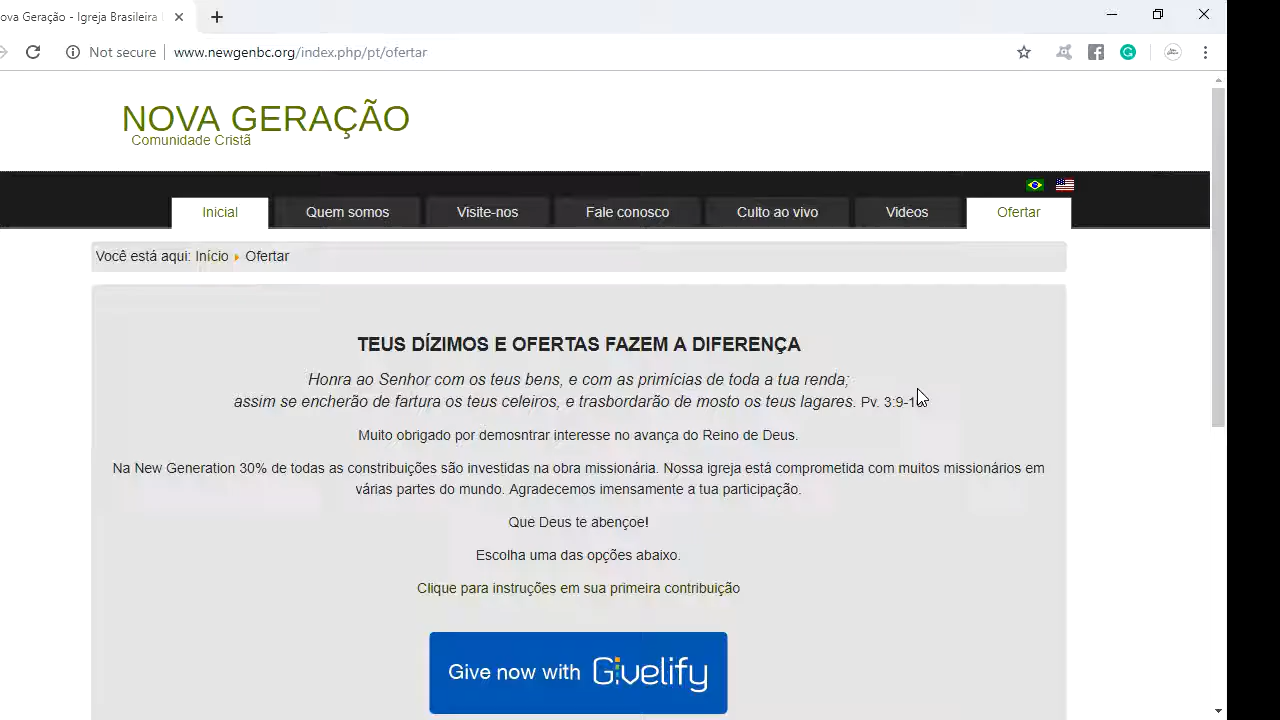 ova Geração - Igreja Brasileira
Not secure
www.newgenbc.org/index.php/pt/ofertar
NOVA GERAÇÃO
Comunidade Cristã
Inicial
Quem somos
Visite-nos
Fale conosco
Culto ao vivo
Videos
Ofertar
Você está aqui: Início Ofertar
TEUS DÍZIMOS E OFERTAS FAZEM A DIFERENÇA
Honra ao Senhor com os teus bens, e com as primícias de toda a tua renda;
assim se encherão de fartura os teus celeiros, e trasbordarão de mosto os teus lagares. Pv. 3:9-
Muito obrigado por demosntrar interesse no avança do Reino de Deus.
Na New Generation 30% de todas as constribuições são investidas na obra missionária. Nossa igreja está comprometida com muitos missionários em
várias partes do mundo. Agradecemos imensamente a tua participação.
Que Deus te abençoe!
Escolha uma das opções abaixo.
Clique para instruções em sua primeira contribuição
Give now with Givelify